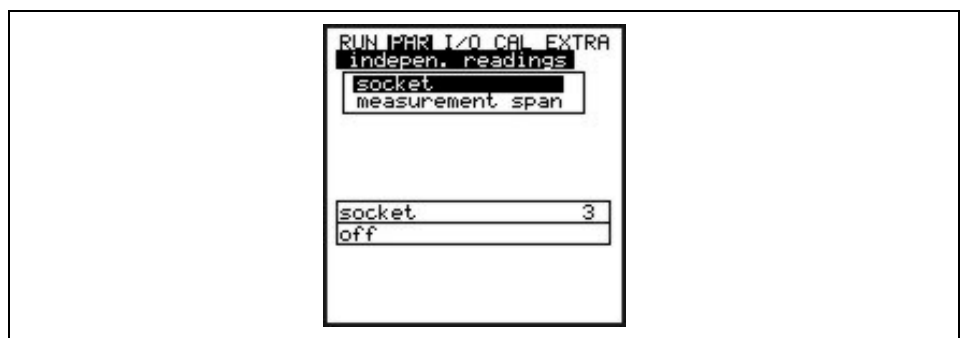 RUN PAR I/O CAL EXTRA
indepen. readings
socket
measurement span
socket 3
off